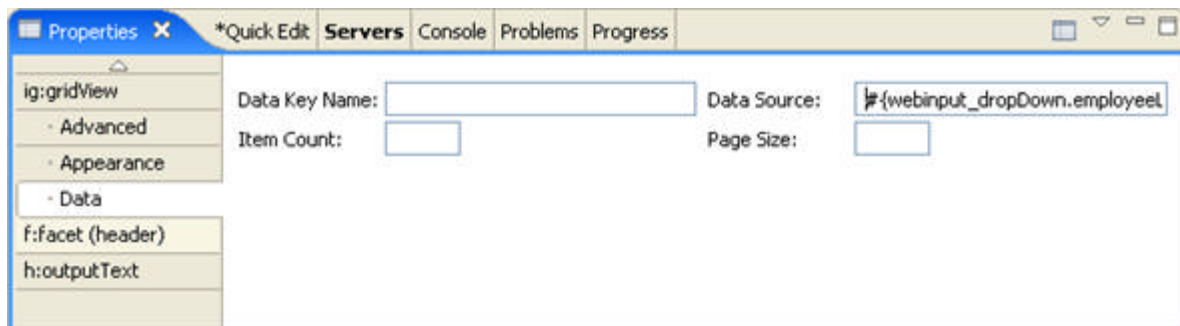 Properties *Quick Edit Servers Console Problems Progress
ig:gridView
· Advanced
· Appearance
· Data
f:facet (header)
h:outputText
Data Key Name: Data Source: #{webinput_dropDown.employeeL
Item Count: Page Size: